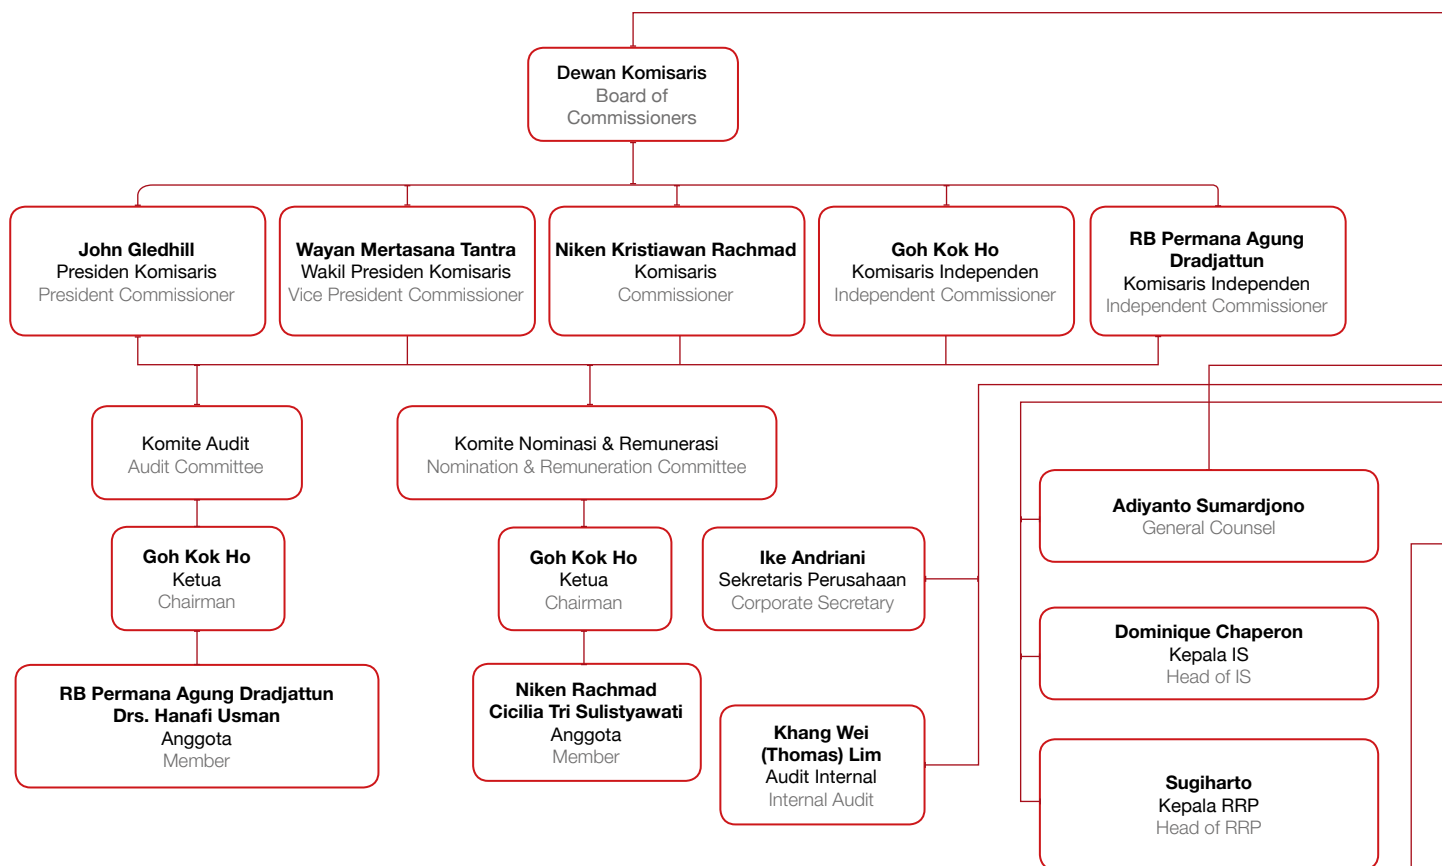 Dewan Komisaris
Board of
Commissioners
John Gledhill
Presiden Komisaris
President Commissioner
Wayan Mertasana Tantra
Wakil Presiden Komisaris
Vice President Commissioner
Niken Kristiawan Rachmad
Komisaris
Commissioner
Goh Kok Ho
Komisaris Independen
Independent Commissioner
RB Permana Agung
Dradjattun
Komisaris Independen
Independent Commissioner
Komite Audit
Audit Committee
Komite Nominasi & Remunerasi
Nomination & Remuneration Committee
Adiyanto Sumardjono
General Counsel
Goh Kok Ho
Ketua
Chairman
Goh Kok Ho
Ketua
Chairman
Ike Andriani
Sekretaris Perusahaan
Corporate Secretary
Dominique Chaperon
Kepala IS
Head of IS
RB Permana Agung Dradjattun
Drs. Hanafi Usman
Anggota
Member
Niken Rachmad
Cicilia Tri Sulistyawati
Anggota
Member
Khang Wei
(Thomas) Lim
Audit Internal
Internal Audit
Sugiharto
Kepala RRP
Head of RRP